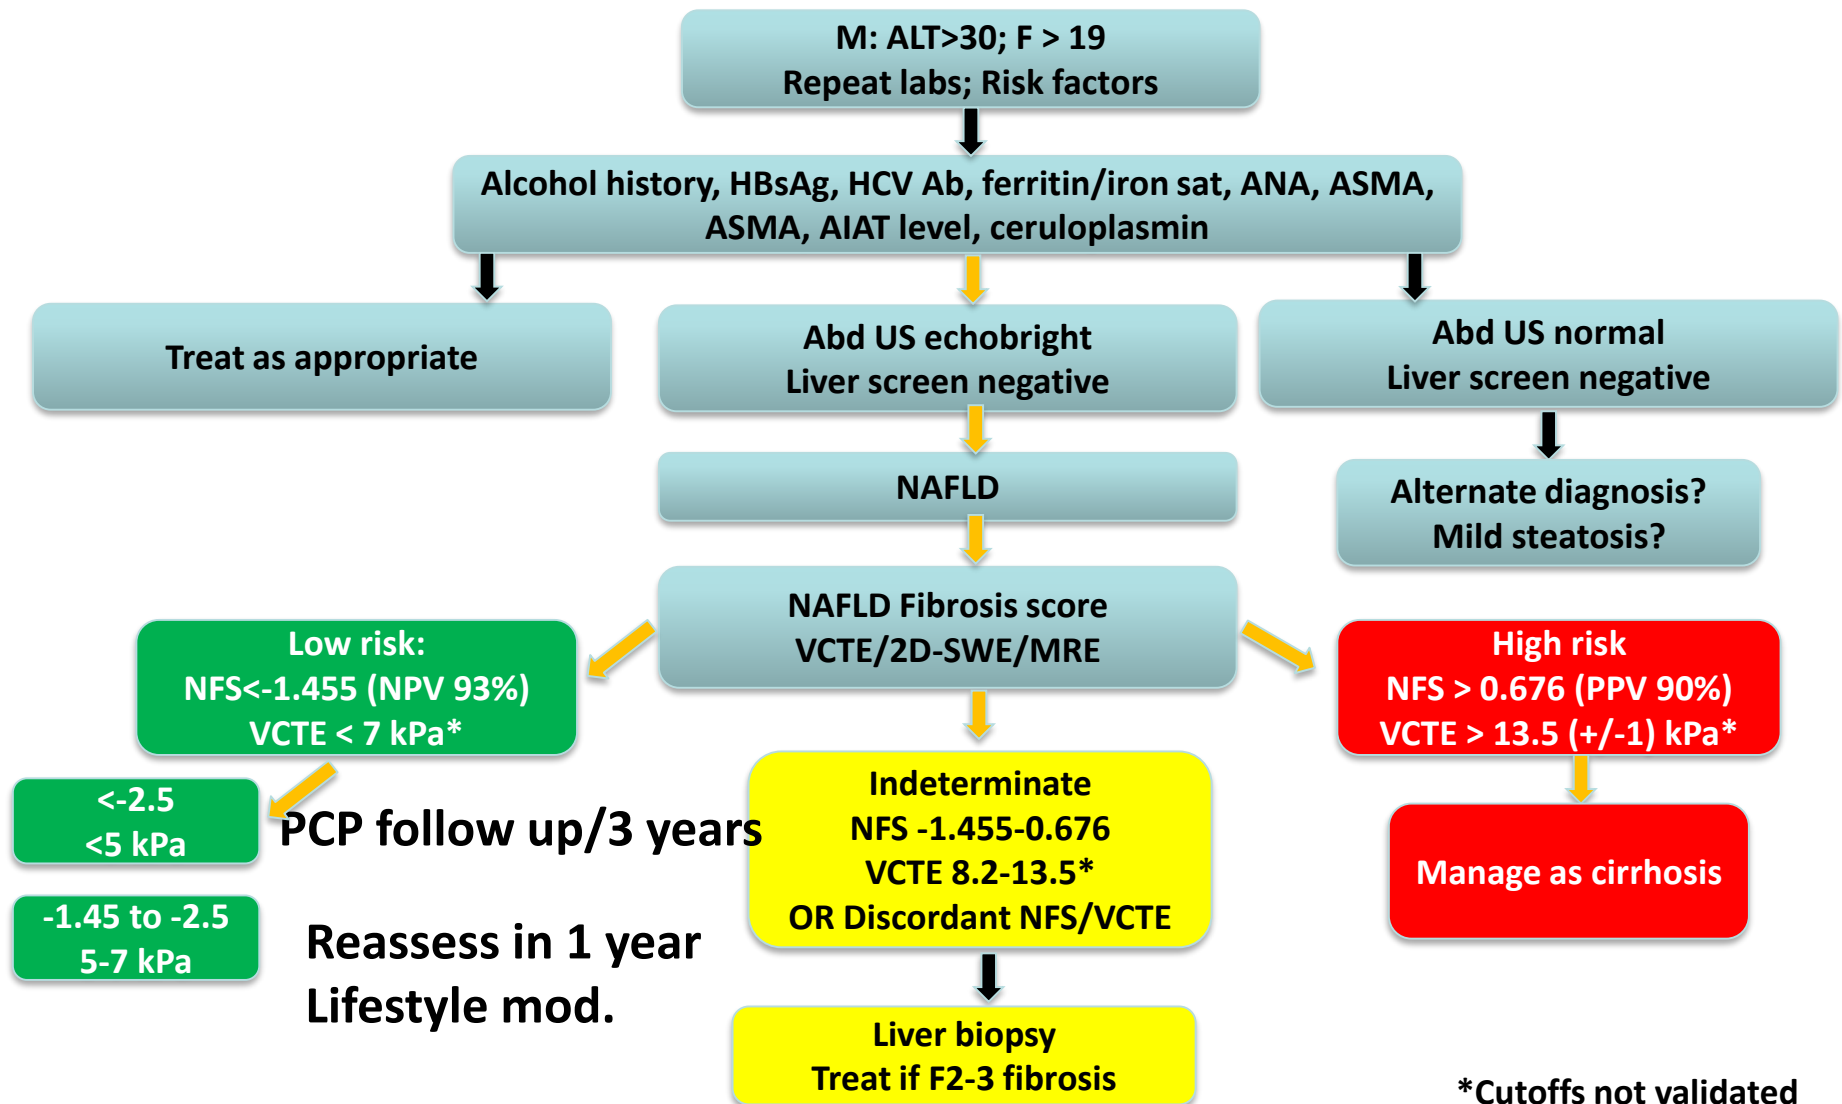 M: ALT>30; F > 19
Repeat labs; Risk factors
Alcohol history, HBsAg, HCV Ab, ferritin/iron sat, ANA, ASMA,
ASMA, AIAT level, ceruloplasmin
Treat as appropriate
Abd US echobright
Liver screen negative
Abd US normal
Liver screen negative
NAFLD
Alternate diagnosis?
Mild steatosis?
NAFLD Fibrosis score
VCTE/2D-SWE/MRE
Low risk:
NFS<-1.455 (NPV 93%)
VCTE < 7 kPa*
High risk
NFS > 0.676 (PPV 90%)
VCTE > 13.5 (+/-1) kPa*
<-2.5
<5 kPa
PCP follow up/3 years
Indeterminate
NFS -1.455-0.676
VCTE 8.2-13.5*
OR Discordant NFS/VCTE
Manage as cirrhosis
-1.45 to -2.5
5-7 kPa
Reassess in 1 year
Lifestyle mod.
Liver biopsy
Treat if F2-3 fibrosis
*Cutoffs not validated